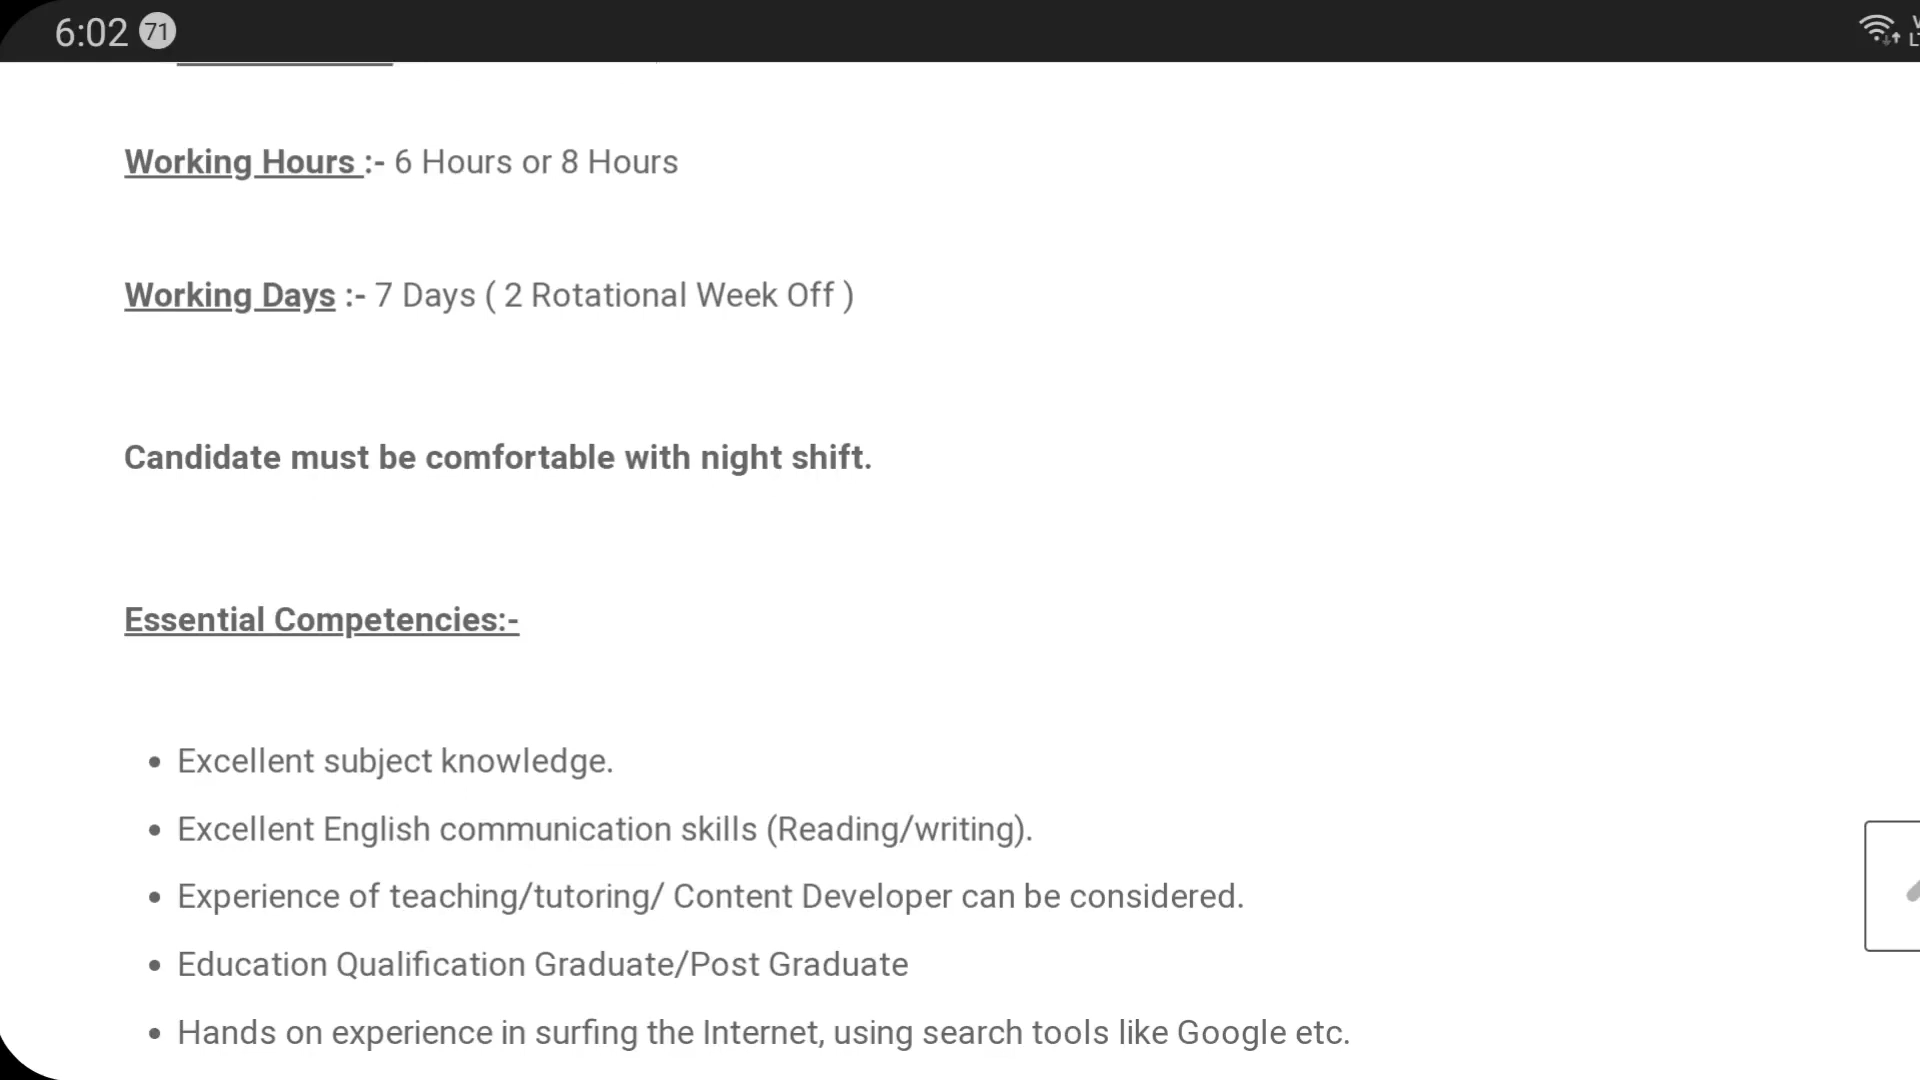 6:02 71
Working Hours :- 6 Hours or 8 Hours
Working Days :- 7 Days ( 2 Rotational Week Off )
Candidate must be comfortable with night shift.
Essential Competencies:-
• Excellent subject knowledge.
• Excellent English communication skills (Reading/writing).
• Experience of teaching/tutoring/ Content Developer can be considered.
• Education Qualification Graduate/Post Graduate
• Hands on experience in surfing the Internet, using search tools like Google etc.